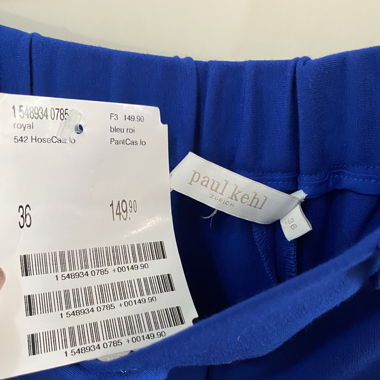 1 548934 0785 F3 149.90
royal bleu roi
542 HoseCas lo PantCas lo
36 149.90
1 548934 0785 +00149.90
1 548934 0785 +00149.90
1 548934 0785 +00149.90
paul kehl
ZÜRICH
36